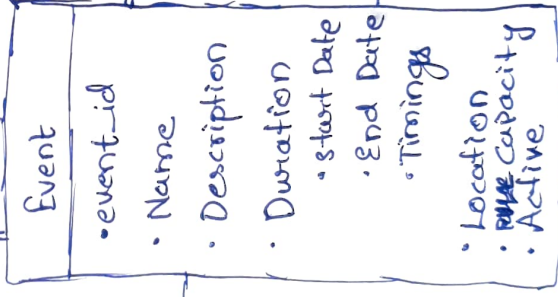 Event
• event_id
• Name
• Description
• Duration
• Start Date
• End Date
• Timings
• Location
• Capacity
• Active